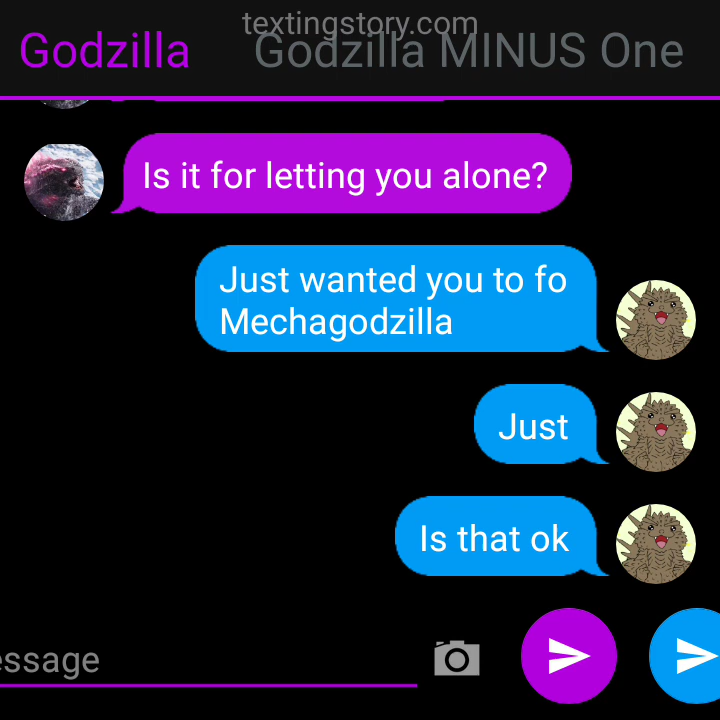 textingstory.com
Godzilla Godzilla MINUS One
Is it for letting you alone?
Just wanted you to fo
Mechagodzilla
Just
Is that ok
essage